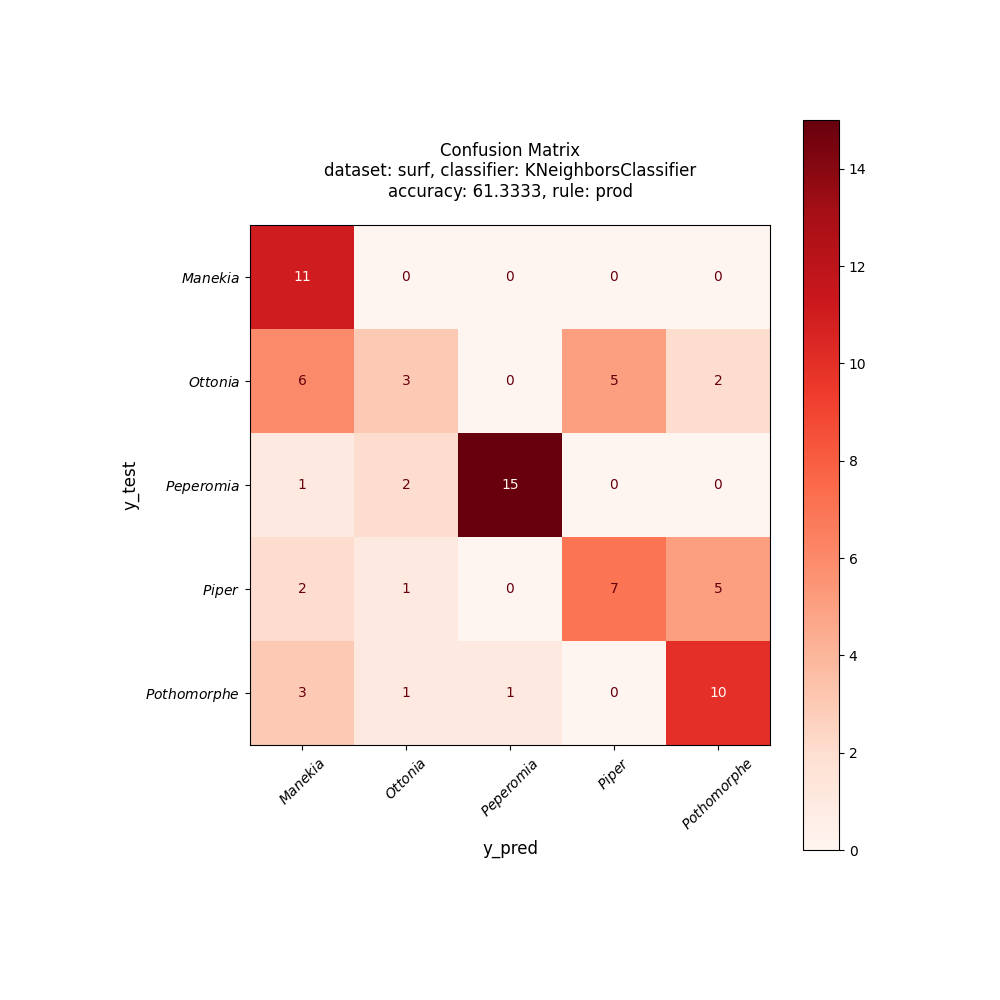 Confusion Matrix
dataset: surf, classifier: KNeighborsClassifier
accuracy: 61.3333, rule: prod
y_test
Manekia 11 0 0 0 0
Ottonia 6 3 0 5 2
Peperomia 1 2 15 0 0
Piper 2 1 0 7 5
Pothomorphe 3 1 1 0 10
Manekia Ottonia Peperomia Piper Pothomorphe
y_pred
14
12
10
8
6
4
2
0